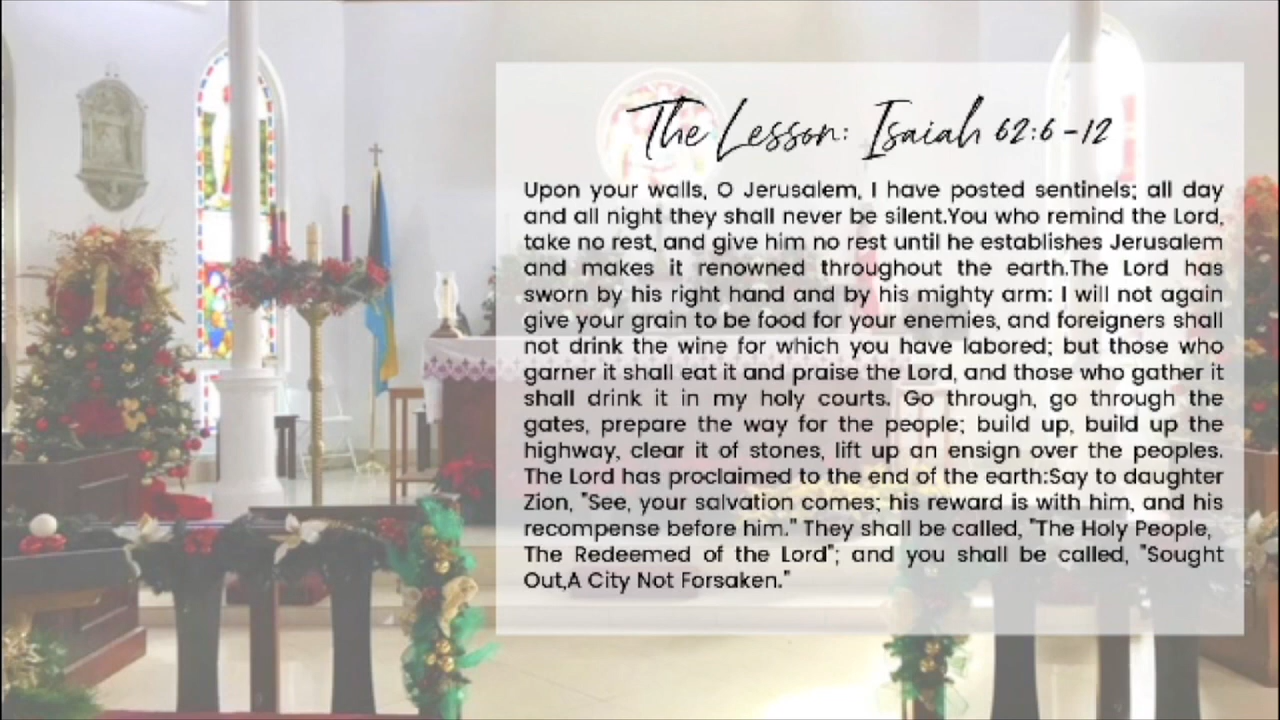 The Lesson: Isaiah 62:6-12
Upon your walls, O Jerusalem, I have posted sentinels; all day
and all night they shall never be silent.You who remind the Lord,
take no rest, and give him no rest until he establishes Jerusalem
and makes it renowned throughout the earth.The Lord has
sworn by his right hand and by his mighty arm: I will not again
give your grain to be food for your enemies, and foreigners shall
not drink the wine for which you have labored; but those who
garner it shall eat it and praise the Lord, and those who gather it
shall drink it in my holy courts. Go through, go through the
gates, prepare the way for the people; build up, build up the
highway, clear it of stones, lift up an ensign over the peoples.
The Lord has proclaimed to the end of the earth:Say to daughter
Zion, "See, your salvation comes; his reward is with him, and his
recompense before him." They shall be called, "The Holy People,
The Redeemed of the Lord"; and you shall be called, "Sought
Out,A City Not Forsaken."